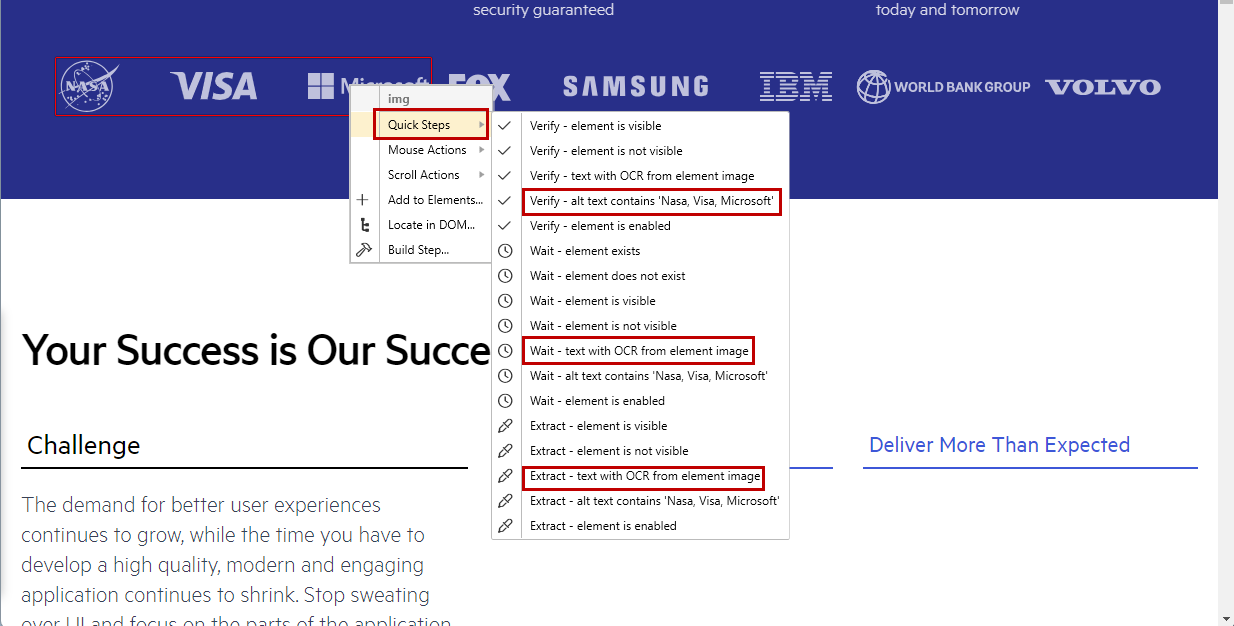 security guaranteed
today and tomorrow
NASA
VISA
Microsoft
FOX
SAMSUNG
IBM
WORLD BANK GROUP
VOLVO
img
Quick Steps
Mouse Actions
Scroll Actions
Add to Elements...
Locate in DOM...
Build Step...
Verify - element is visible
Verify - element is not visible
Verify - text with OCR from element image
Verify - alt text contains 'Nasa, Visa, Microsoft'
Verify - element is enabled
Wait - element exists
Wait - element does not exist
Wait - element is visible
Wait - element is not visible
Wait - text with OCR from element image
Wait - alt text contains 'Nasa, Visa, Microsoft'
Wait - element is enabled
Extract - element is visible
Extract - element is not visible
Extract - text with OCR from element image
Extract - alt text contains 'Nasa, Visa, Microsoft'
Extract - element is enabled
Your Success is Our Succe
Challenge
Deliver More Than Expected
The demand for better user experiences
continues to grow, while the time you have to
develop a high quality, modern and engaging
application continues to shrink. Stop sweating
over UI and focus on the parts of the application